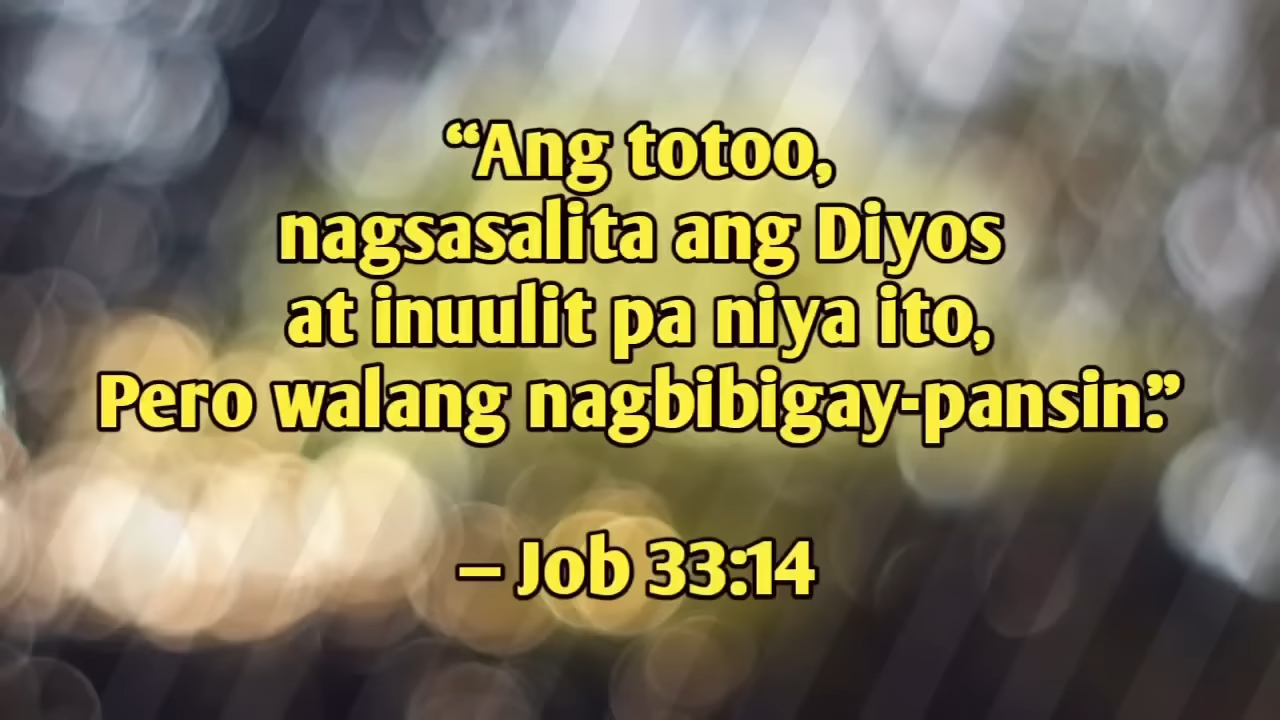 “Ang totoo,
nagsasalita ang Diyos
at inuulit pa niya ito,
Pero walang nagbibigay-pansin.”
– Job 33:14